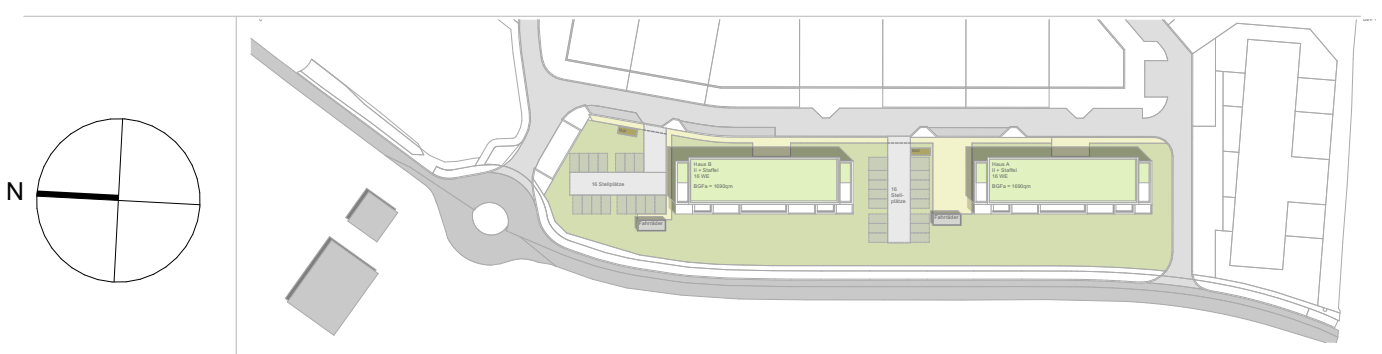 N
Haus B
II + Staffel
16 WE
BGFa = 1690qm
16 Stellplätze
Fahrräder
16
Stell-
plätze
Fahrräder
Haus A
II + Staffel
16 WE
BGFa = 1690qm